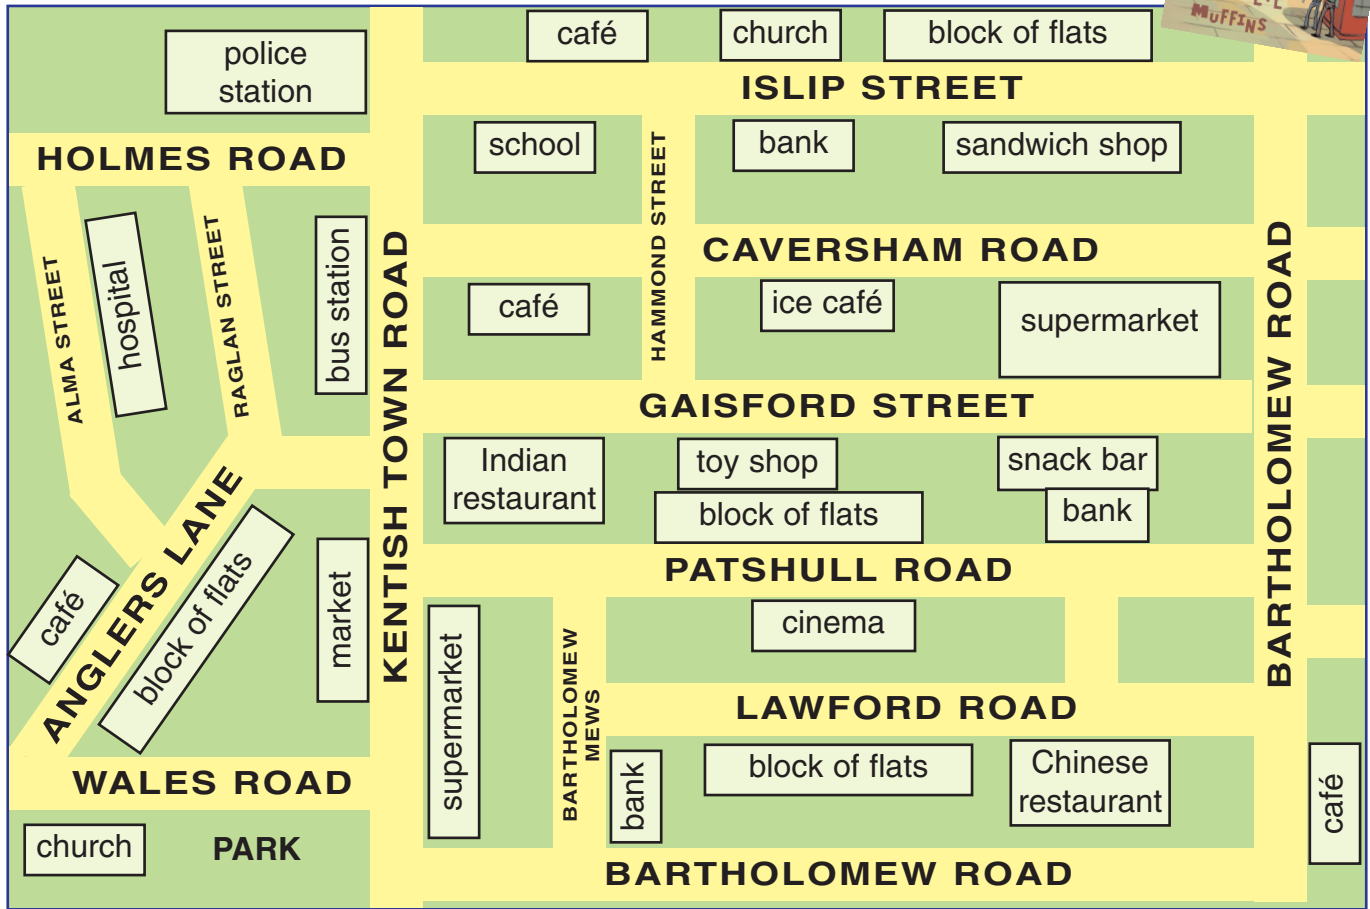 MUFFINS
café
church
block of flats
police
station
ISLIP STREET
school
bank
sandwich shop
HOLMES ROAD
HAMMOND STREET
CAVERSHAM ROAD
ALMA STREET
hospital
RAGLAN STREET
bus station
KENTISH TOWN ROAD
café
ice café
supermarket
BARTHOLOMEW ROAD
GAISFORD STREET
Indian
restaurant
toy shop
snack bar
block of flats
bank
PATSHULL ROAD
café
ANGLERS LANE
block of flats
market
supermarket
BARTHOLOMEW
MEWS
cinema
LAWFORD ROAD
WALES ROAD
bank
block of flats
Chinese
restaurant
café
church
PARK
BARTHOLOMEW ROAD